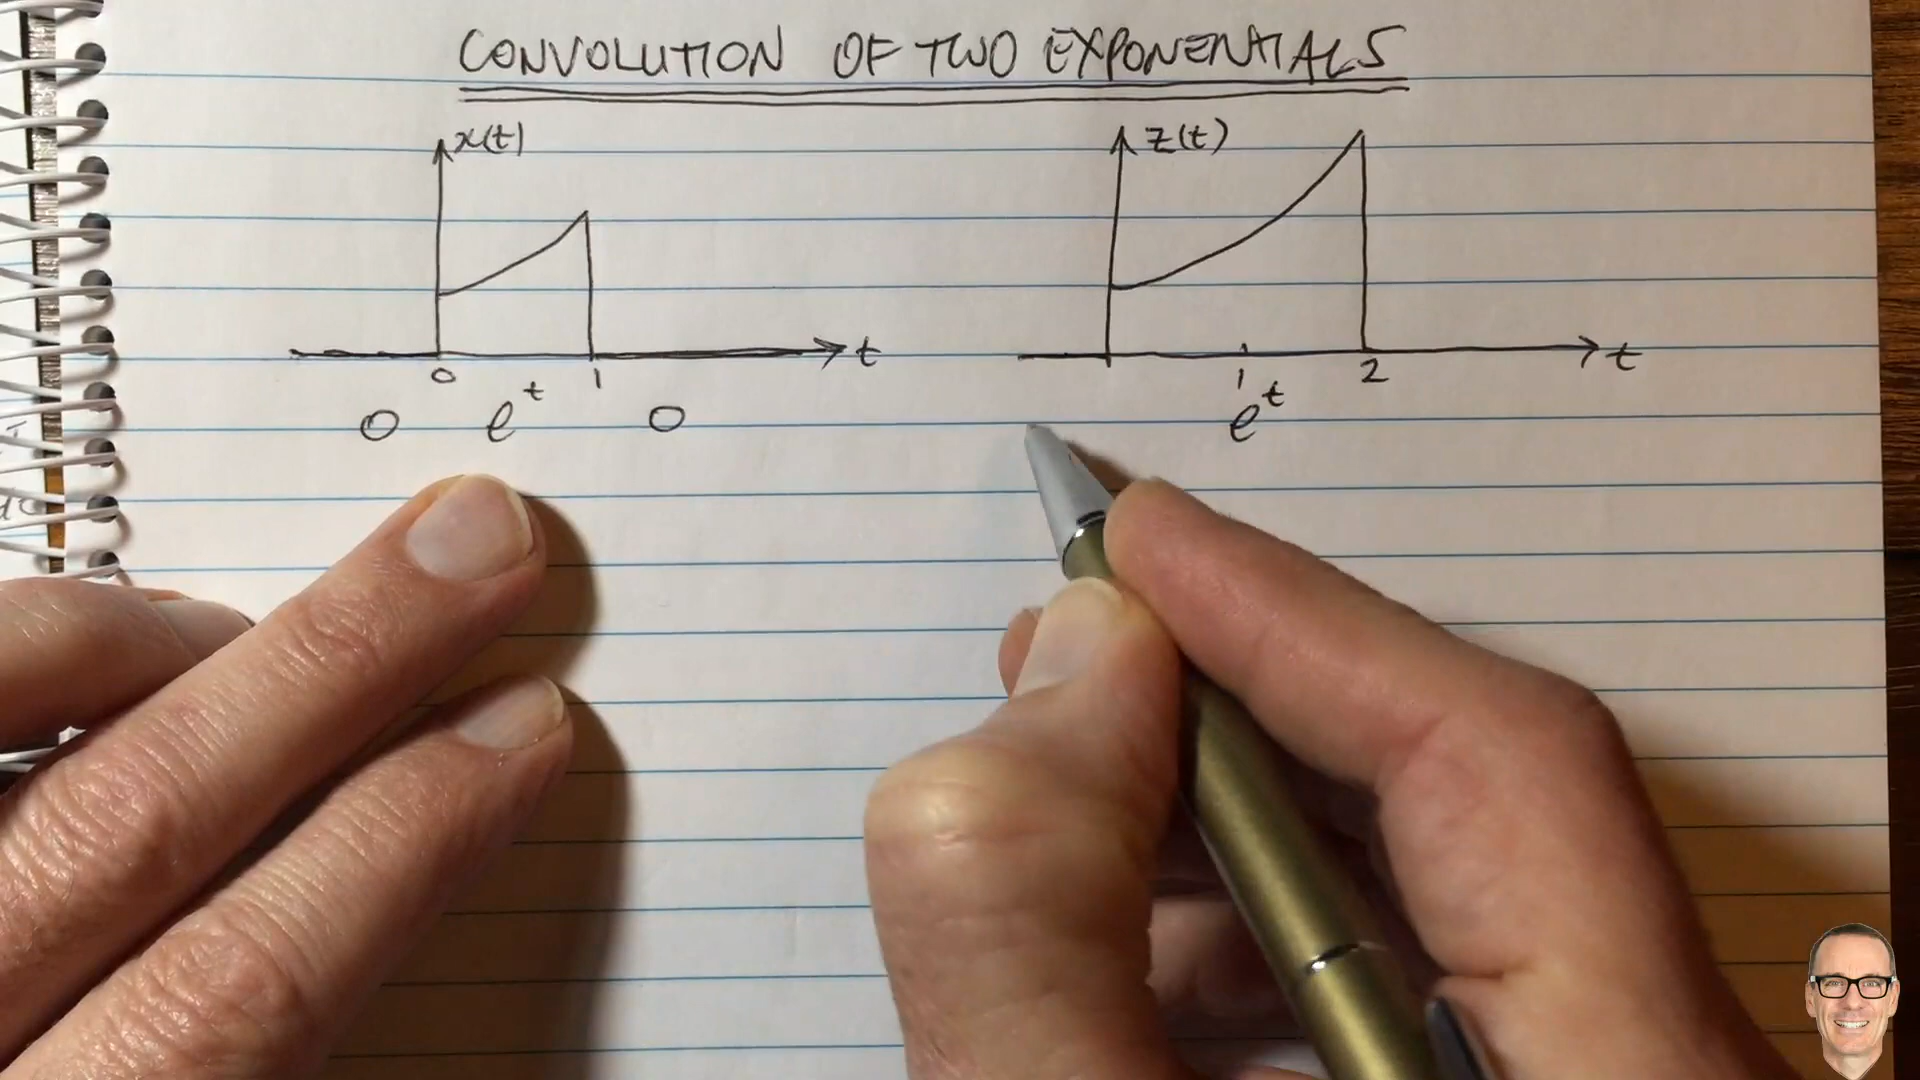 CONVOLUTION OF TWO EXPONENTIALS
x(t)
z(t)
t
t
0 1
1 2
0 e^t 0
e^t